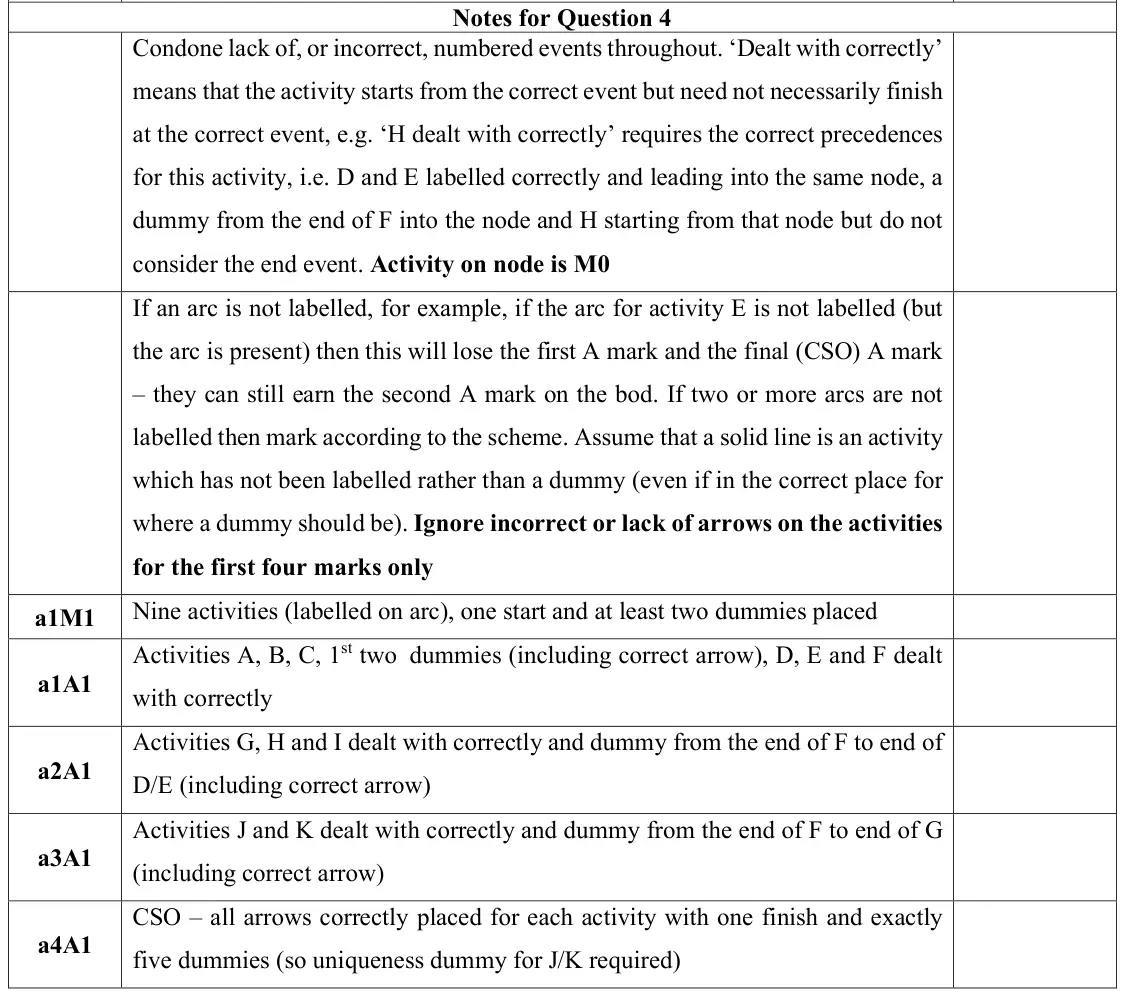 Notes for Question 4
Condone lack of, or incorrect, numbered events throughout. ‘Dealt with correctly’
means that the activity starts from the correct event but need not necessarily finish
at the correct event, e.g. ‘H dealt with correctly’ requires the correct precedences
for this activity, i.e. D and E labelled correctly and leading into the same node, a
dummy from the end of F into the node and H starting from that node but do not
consider the end event. Activity on node is M0
If an arc is not labelled, for example, if the arc for activity E is not labelled (but
the arc is present) then this will lose the first A mark and the final (CSO) A mark
– they can still earn the second A mark on the bod. If two or more arcs are not
labelled then mark according to the scheme. Assume that a solid line is an activity
which has not been labelled rather than a dummy (even if in the correct place for
where a dummy should be). Ignore incorrect or lack of arrows on the activities
for the first four marks only
a1M1 Nine activities (labelled on arc), one start and at least two dummies placed
a1A1 Activities A, B, C, 1st two dummies (including correct arrow), D, E and F dealt
with correctly
a2A1 Activities G, H and I dealt with correctly and dummy from the end of F to end of
D/E (including correct arrow)
a3A1 Activities J and K dealt with correctly and dummy from the end of F to end of G
(including correct arrow)
a4A1 CSO – all arrows correctly placed for each activity with one finish and exactly
five dummies (so uniqueness dummy for J/K required)